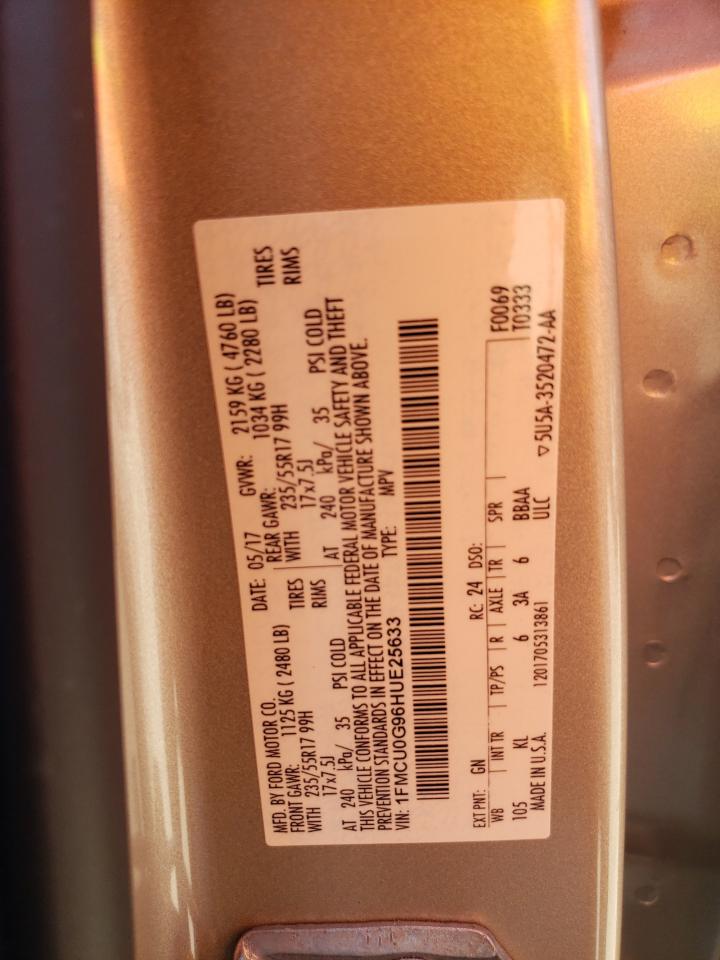 MFD. BY FORD MOTOR CO.
DATE: 05/17 GVWR: 2159 KG ( 4760 LB)
FRONT GAWR: 1125 KG ( 2480 LB)
REAR GAWR: 1034 KG ( 2280 LB)
WITH 235/55R17 99H TIRES
WITH 235/55R17 99H TIRES
17x7.5J RIMS
17x7.5J RIMS
AT 240 kPa/ 35 PSI COLD
AT 240 kPa/ 35 PSI COLD
THIS VEHICLE CONFORMS TO ALL APPLICABLE FEDERAL MOTOR VEHICLE SAFETY AND THEFT
PREVENTION STANDARDS IN EFFECT ON THE DATE OF MANUFACTURE SHOWN ABOVE.
VIN: 1FMCU0G96HUE25633 TYPE: MPV
EXT PNT: GN RC: 24 DSO: F0069
WB INT TR TP/PS R AXLE TR SPR T0333
105 KL 6 3A 6 BBAA
MADE IN U.S.A. 1201705313861 ULC ▽5U5A-3520472-AA